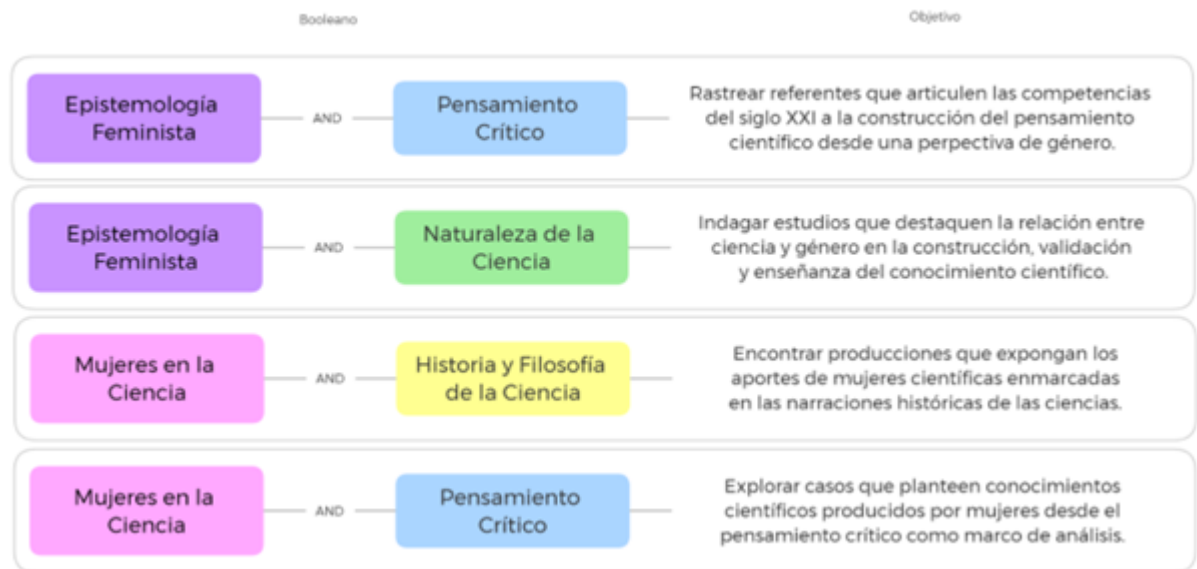 Booleano
Objetivo
Epistemología
Feminista
AND
Pensamiento
Crítico
Rastrear referentes que articulen las competencias
del siglo XXI a la construcción del pensamiento
científico desde una perpectiva de género.
Epistemología
Feminista
AND
Naturaleza de la
Ciencia
Indagar estudios que destaquen la relación entre
ciencia y género en la construcción, validación
y enseñanza del conocimiento científico.
Mujeres en la
Ciencia
AND
Historia y Filosofía
de la Ciencia
Encontrar producciones que expongan los
aportes de mujeres científicas enmarcadas
en las narraciones históricas de las ciencias.
Mujeres en la
Ciencia
AND
Pensamiento
Crítico
Explorar casos que planteen conocimientos
científicos producidos por mujeres desde el
pensamiento crítico como marco de análisis.